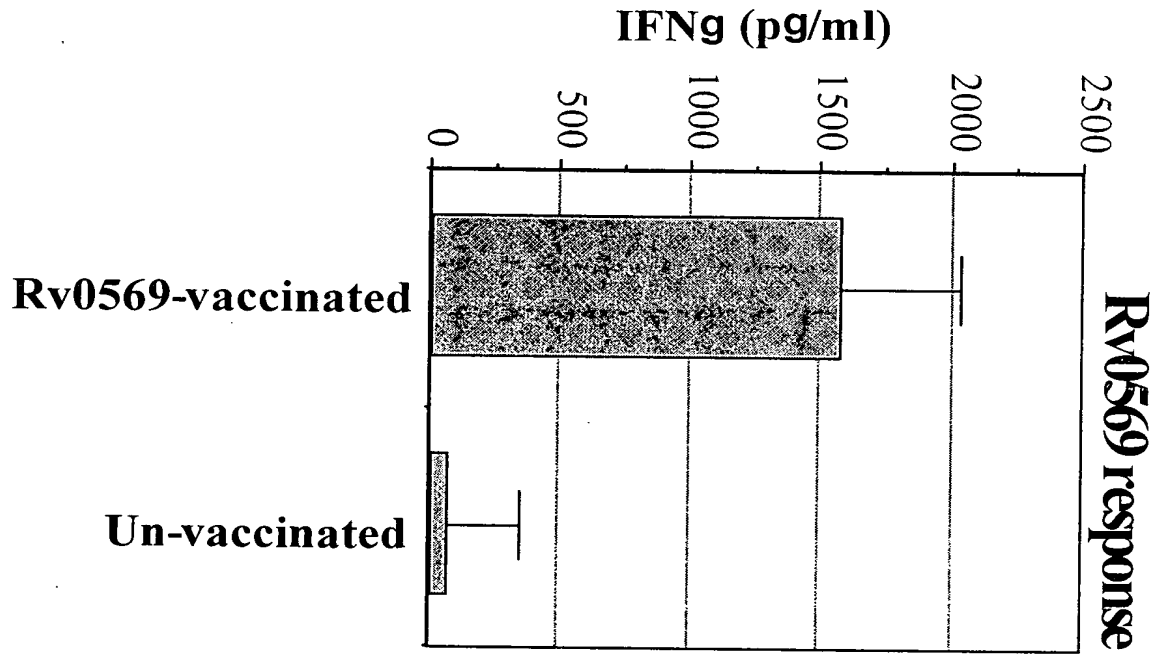 Rv0569 response
IFNg (pg/ml)
2500
2000
1500
1000
500
0
Rv0569-vaccinated
Un-vaccinated